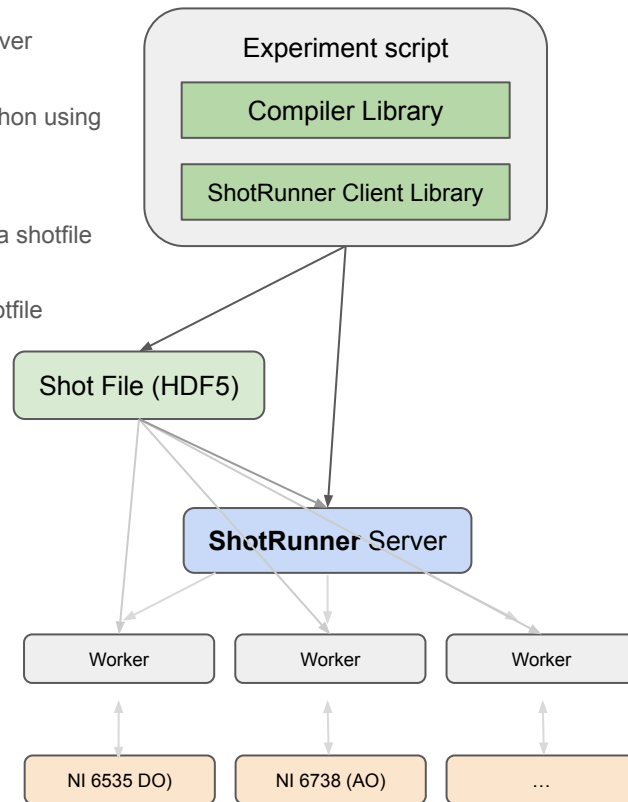 ver
Experiment script
Compiler Library
hon using
ShotRunner Client Library
a shotfile
otfile
Shot File (HDF5)
ShotRunner Server
Worker
Worker
Worker
NI 6535 DO)
NI 6738 (AO)
...